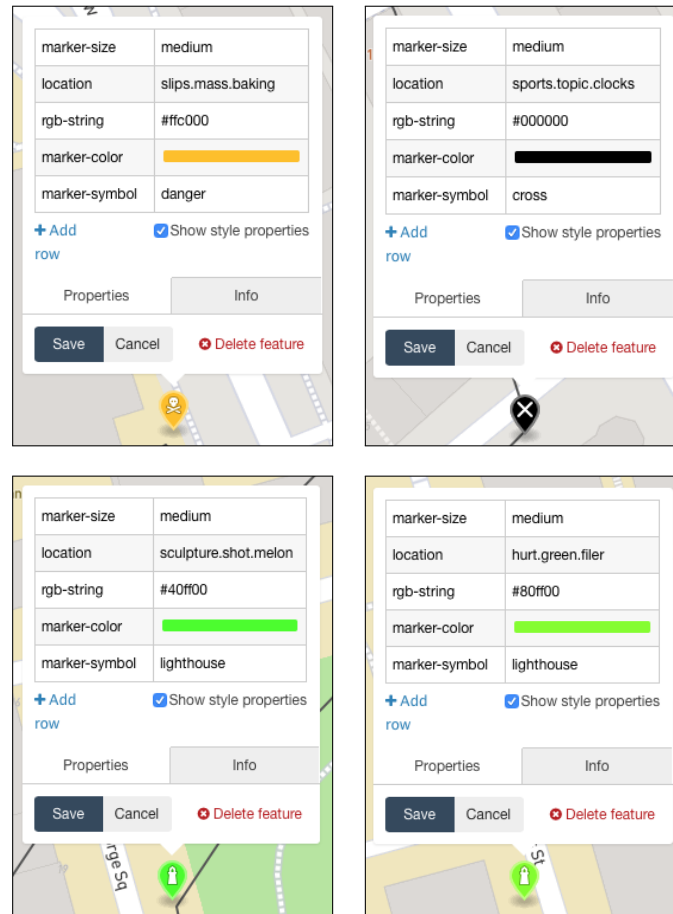 marker-size medium
location slips.mass.baking
rgb-string #ffc000
marker-color
marker-symbol danger
+ Add row
Show style properties
Properties Info
Save Cancel Delete feature
marker-size medium
location sports.topic.clocks
rgb-string #000000
marker-color
marker-symbol cross
+ Add row
Show style properties
Properties Info
Save Cancel Delete feature
marker-size medium
location sculpture.shot.melon
rgb-string #40ff00
marker-color
marker-symbol lighthouse
+ Add row
Show style properties
Properties Info
Save Cancel Delete feature
rge Sq
marker-size medium
location hurt.green.filer
rgb-string #80ff00
marker-color
marker-symbol lighthouse
+ Add row
Show style properties
Properties Info
Save Cancel Delete feature
St